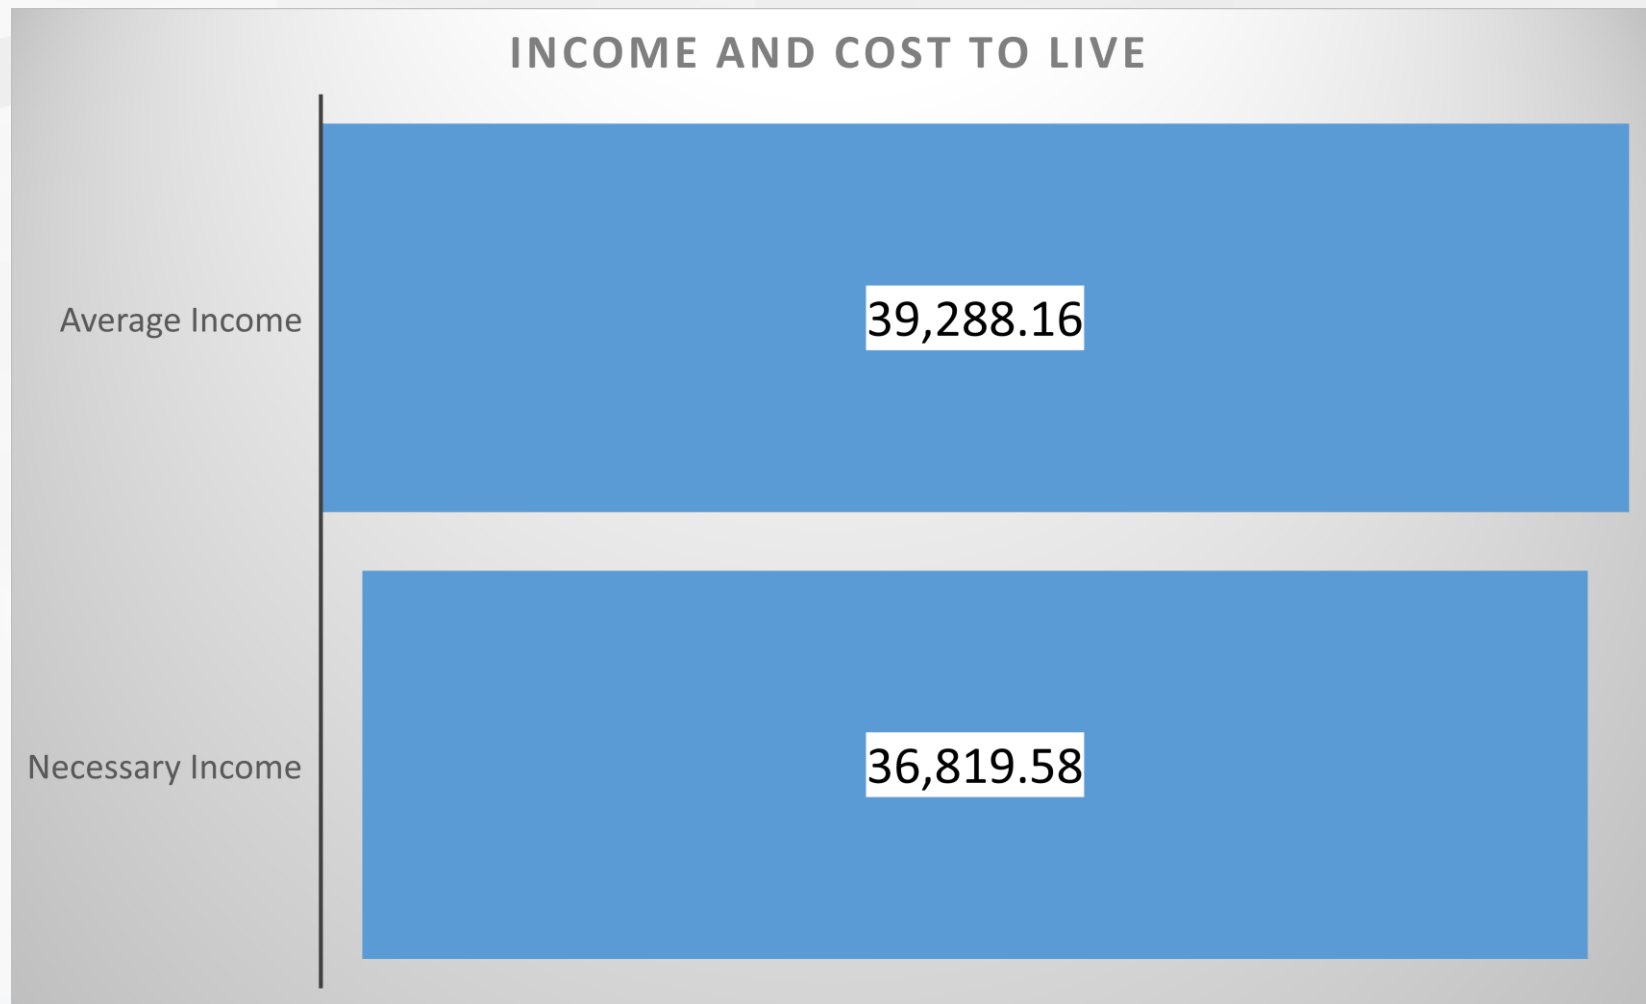 INCOME AND COST TO LIVE
Average Income
39,288.16
Necessary Income
36,819.58